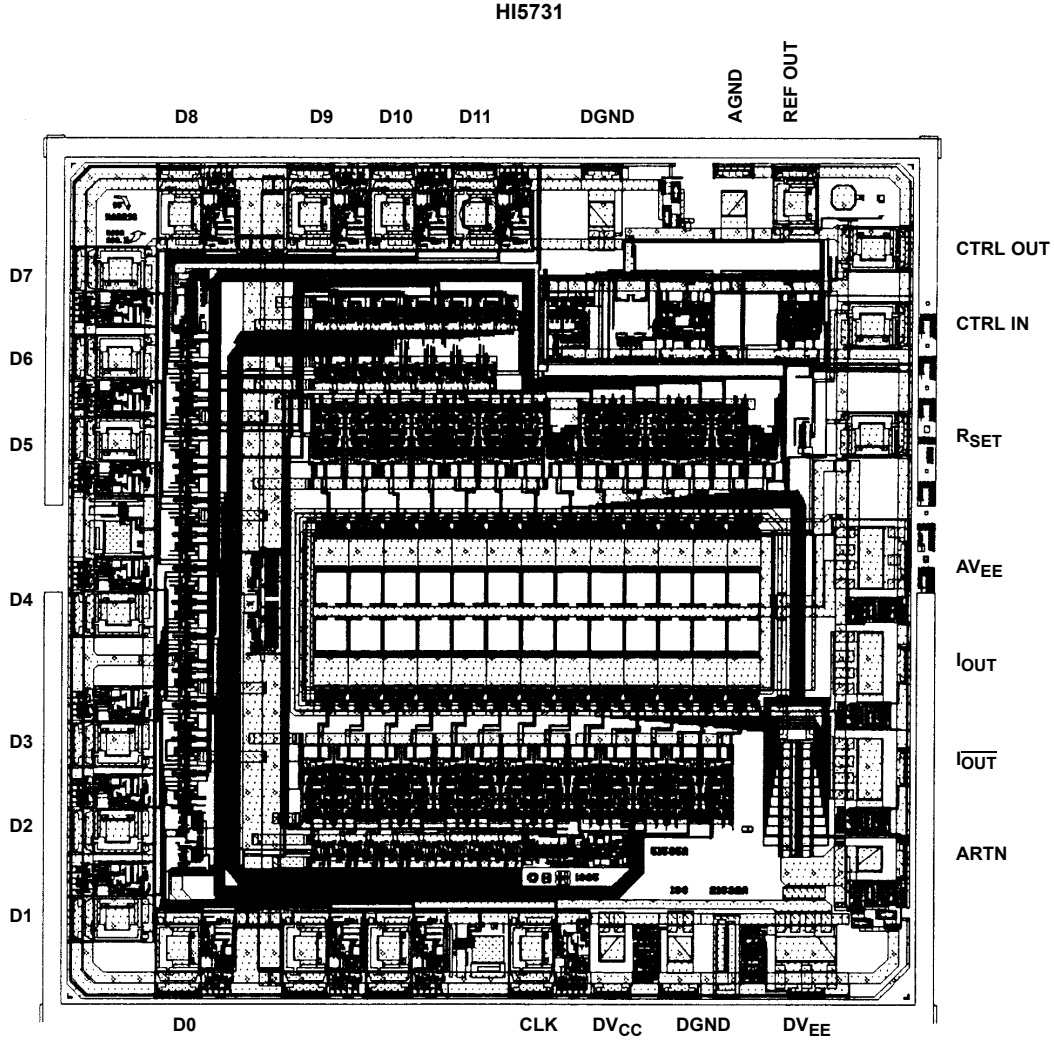 HI5731
D8
D9
D10
D11
DGND
AGND
REF OUT
D7
D6
D5
D4
D3
D2
D1
CTRL OUT
CTRL IN
RSET
AVEE
IOUT
I̅O̅U̅T̅
ARTN
D0
CLK
DVCC
DGND
DVEE